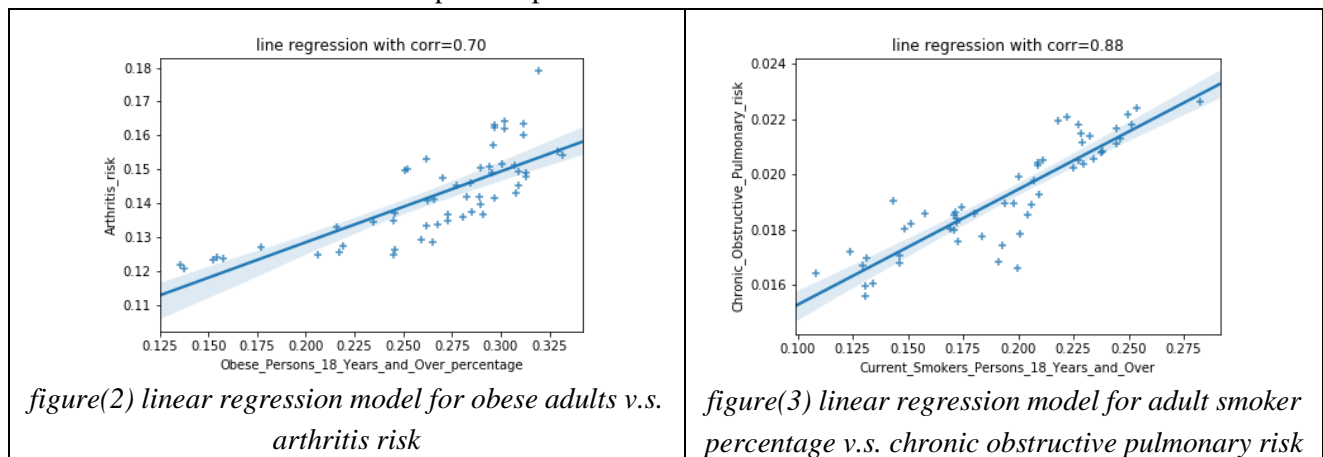 line regression with corr=0.70
0.18
0.17
0.16
0.15
0.14
0.13
0.12
0.11
Arthritis_risk
0.125 0.150 0.175 0.200 0.225 0.250 0.275 0.300 0.325
Obese_Persons_18_Years_and_Over_percentage
figure(2) linear regression model for obese adults v.s.
arthritis risk
line regression with corr=0.88
0.024
0.022
0.020
0.018
0.016
Chronic_Obstructive_Pulmonary_risk
0.100 0.125 0.150 0.175 0.200 0.225 0.250 0.275
Current_Smokers_Persons_18_Years_and_Over
figure(3) linear regression model for adult smoker
percentage v.s. chronic obstructive pulmonary risk